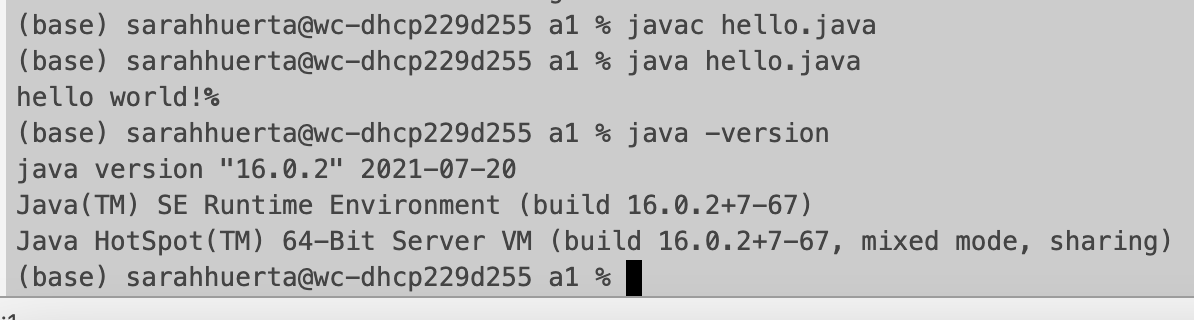 (base) sarahhuerta@wc-dhcp229d255 a1 % javac hello.java
(base) sarahhuerta@wc-dhcp229d255 a1 % java hello.java
hello world!%
(base) sarahhuerta@wc-dhcp229d255 a1 % java -version
java version "16.0.2" 2021-07-20
Java(TM) SE Runtime Environment (build 16.0.2+7-67)
Java HotSpot(TM) 64-Bit Server VM (build 16.0.2+7-67, mixed mode, sharing)
(base) sarahhuerta@wc-dhcp229d255 a1 %